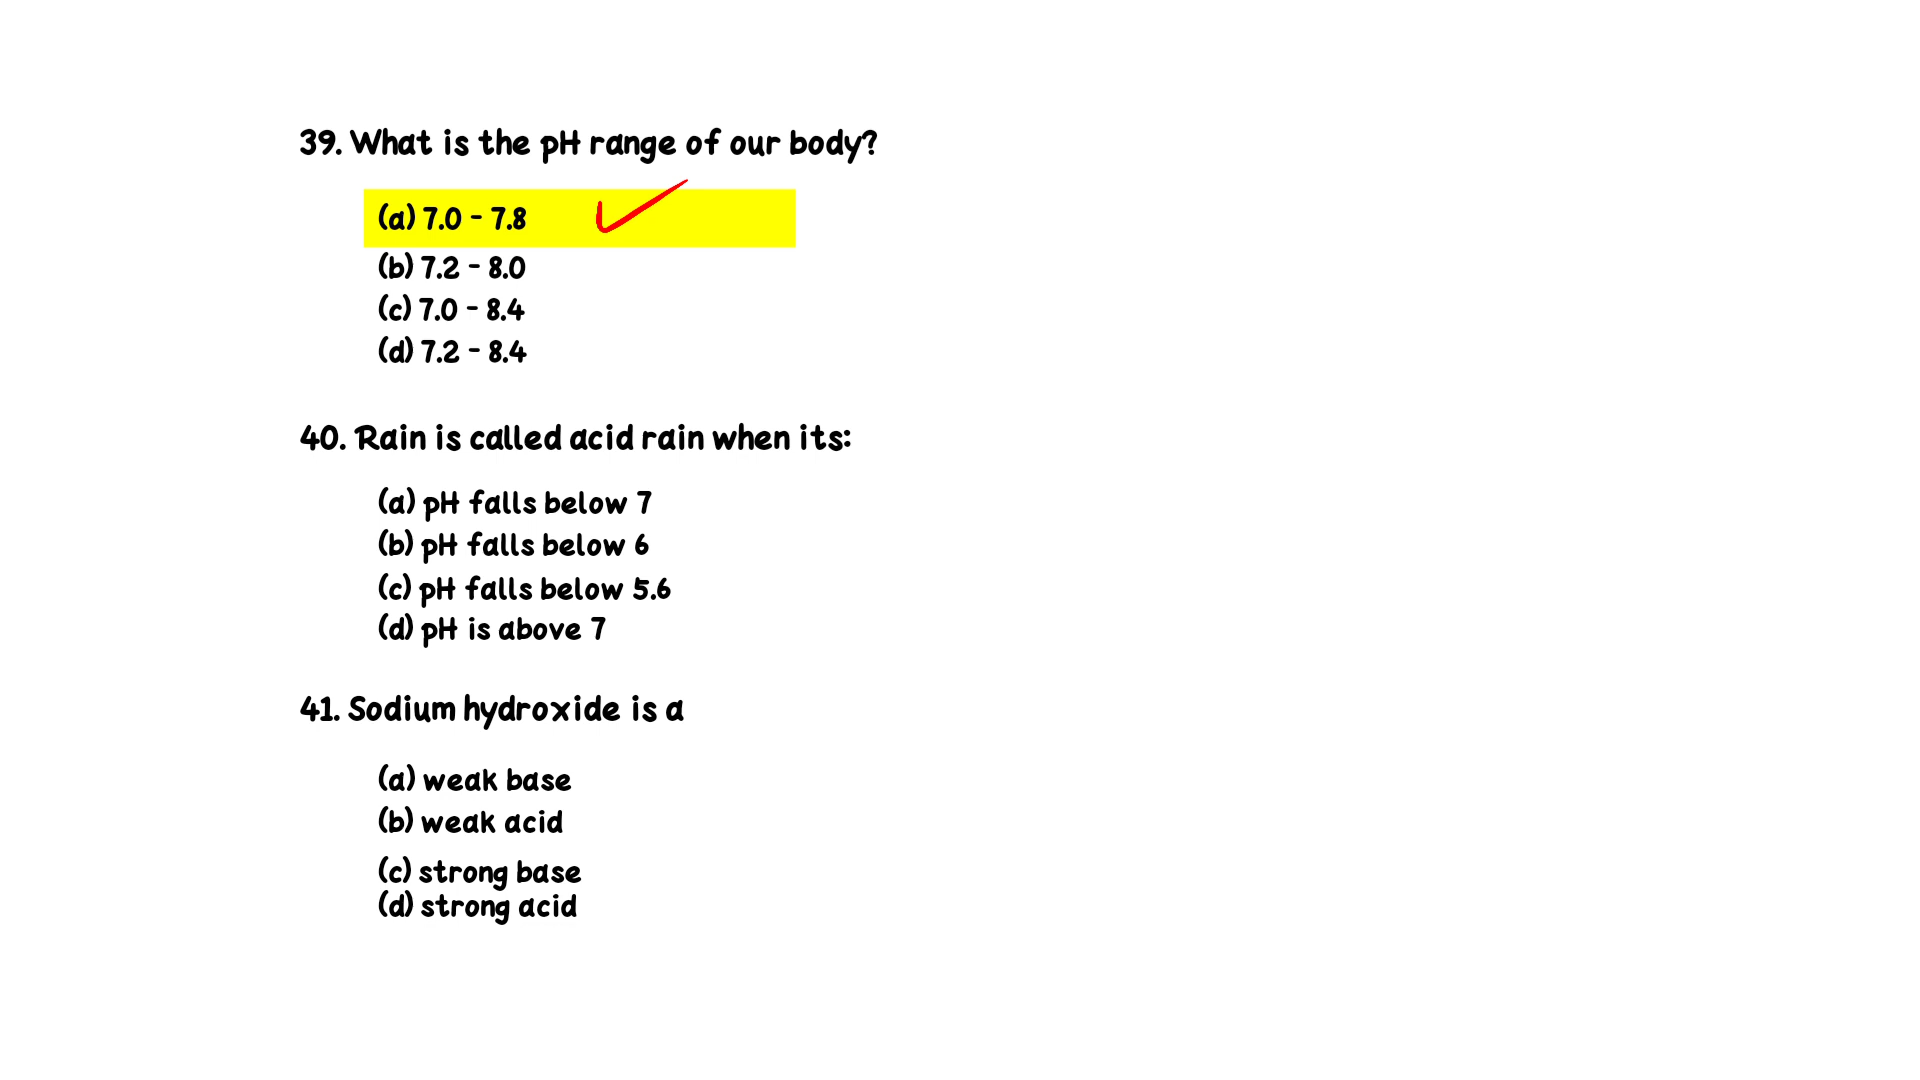 39. What is the pH range of our body?
(a) 7.0 - 7.8
(b) 7.2 - 8.0
(c) 7.0 - 8.4
(d) 7.2 - 8.4
40. Rain is called acid rain when its:
(a) pH falls below 7
(b) pH falls below 6
(c) pH falls below 5.6
(d) pH is above 7
41. Sodium hydroxide is a
(a) weak base
(b) weak acid
(c) strong base
(d) strong acid